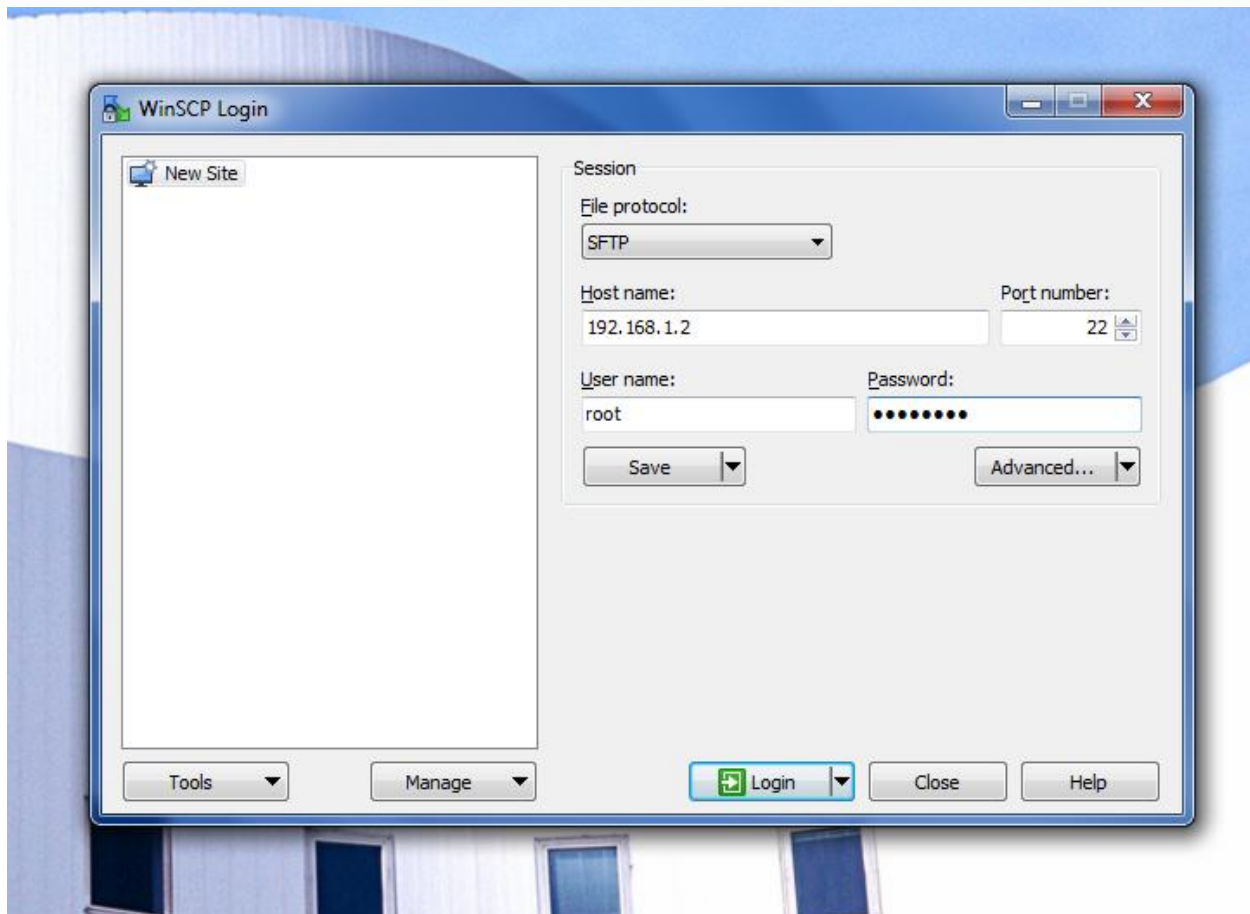 WinSCP Login
New Site
Session
File protocol:
SFTP
Host name:
Port number:
192.168.1.2
22
User name:
Password:
root
••••••••
Save
Advanced...
Tools
Manage
Login
Close
Help